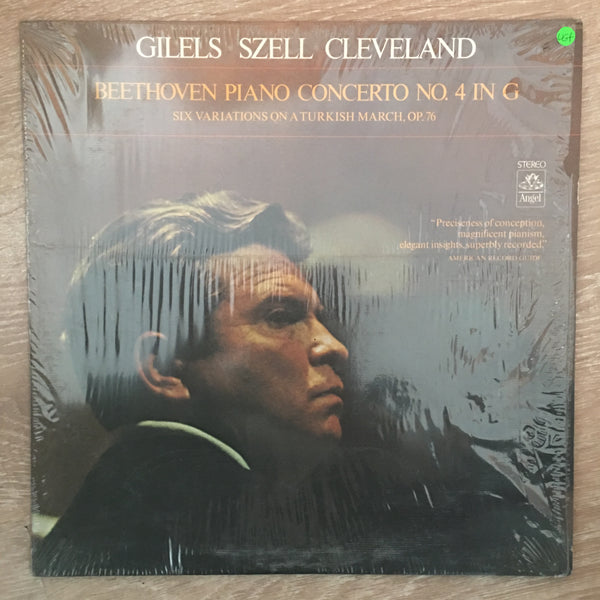 GILELS SZELL CLEVELAND
BEETHOVEN PIANO CONCERTO NO. 4 IN G
SIX VARIATIONS ON A TURKISH MARCH, OP. 76
STEREO
Angel
"Preciseness of conception,
magnificent pianism,
elegant insights, superbly recorded."
AMERICAN RECORD GUIDE